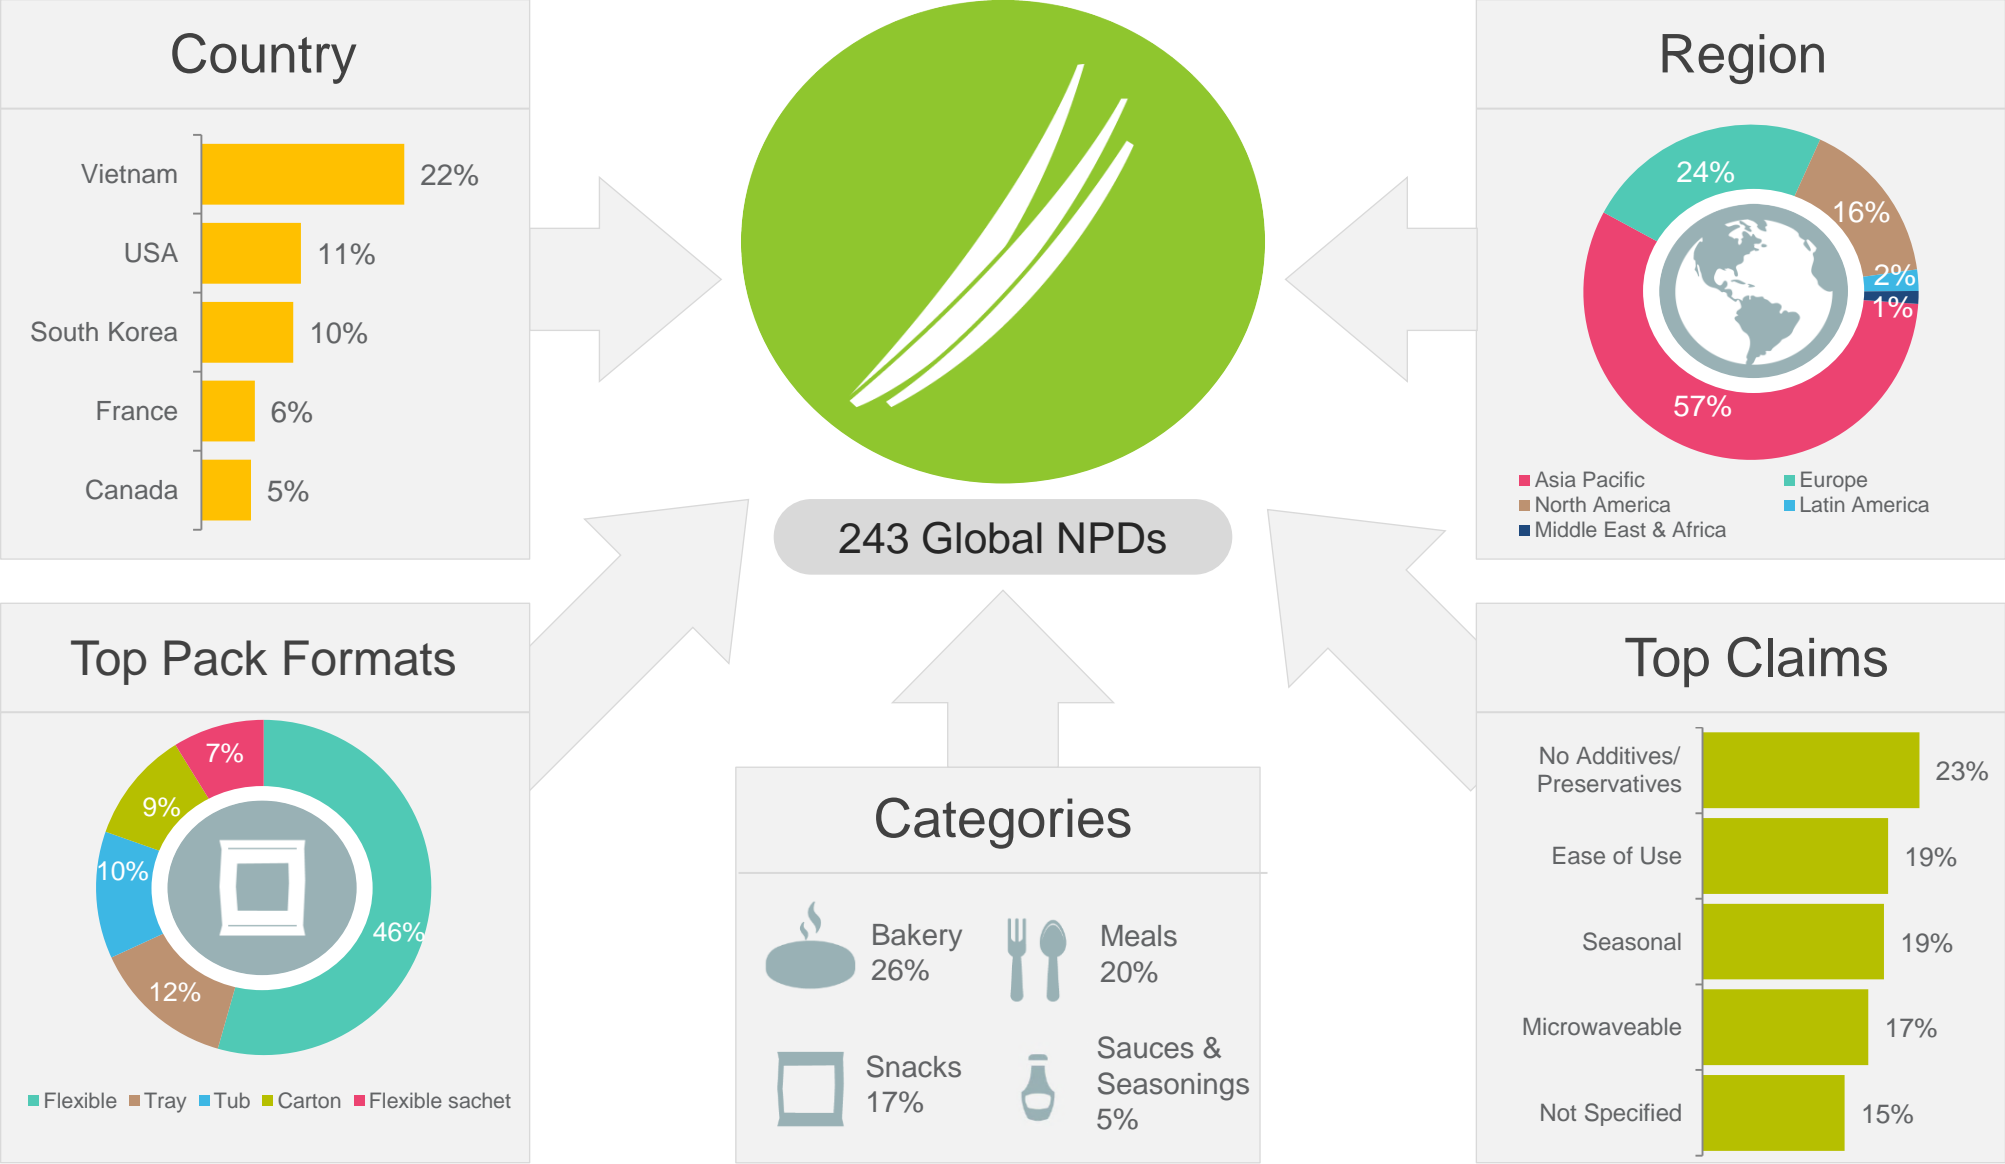 Country
Vietnam
22%
USA
11%
South Korea
10%
France
6%
Canada
5%
243 Global NPDs
Region
24%
16%
2%
1%
57%
Asia Pacific
Europe
North America
Latin America
Middle East & Africa
Top Pack Formats
7%
9%
10%
46%
12%
Flexible
Tray
Tub
Carton
Flexible sachet
Categories
Bakery
26%
Meals
20%
Snacks
17%
Sauces &
Seasonings
5%
Top Claims
No Additives/
Preservatives
23%
Ease of Use
19%
Seasonal
19%
Microwaveable
17%
Not Specified
15%